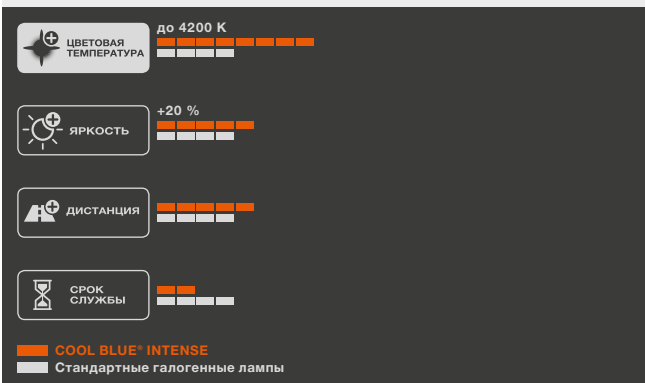 до 4200 K
ЦВЕТОВАЯ
ТЕМПЕРАТУРА
+20 %
ЯРКОСТЬ
ДИСТАНЦИЯ
СРОК
СЛУЖБЫ
COOL BLUE® INTENSE
Стандартные галогенные лампы